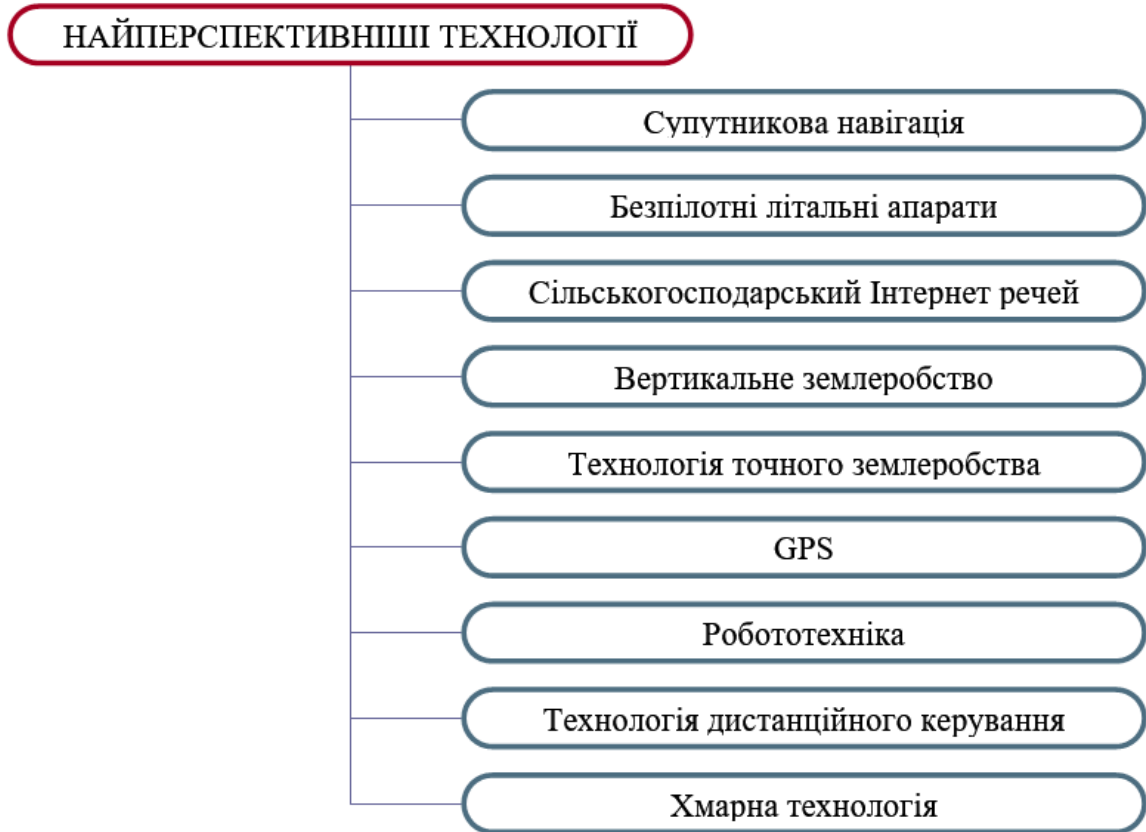 НАЙПЕРСПЕКТИВНІШІ ТЕХНОЛОГІЇ
Супутникова навігація
Безпілотні літальні апарати
Сільськогосподарський Інтернет речей
Вертикальне землеробство
Технологія точного землеробства
GPS
Робототехніка
Технологія дистанційного керування
Хмарна технологія